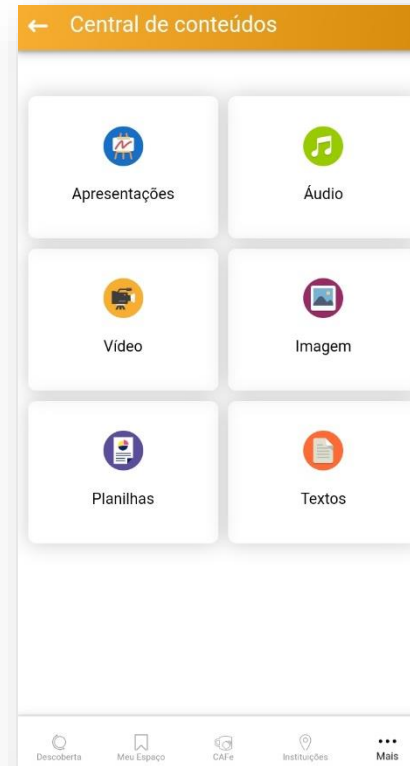 Central de conteúdos
Apresentações
Áudio
Vídeo
Imagem
Planilhas
Textos
Descoberta
Meu Espaço
CAFe
Instituições
Mais